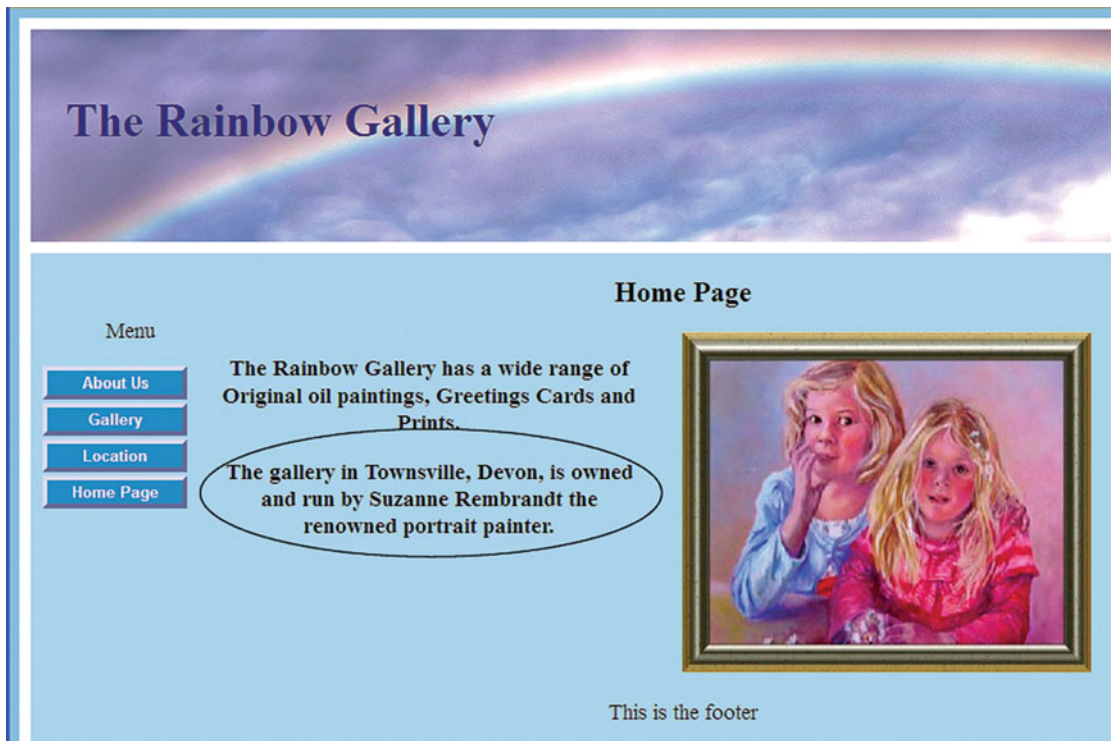 The Rainbow Gallery
Home Page
Menu
About Us
Gallery
Location
Home Page
The Rainbow Gallery has a wide range of
Original oil paintings, Greetings Cards and
Prints.
The gallery in Townsville, Devon, is owned
and run by Suzanne Rembrandt the
renowned portrait painter.
This is the footer